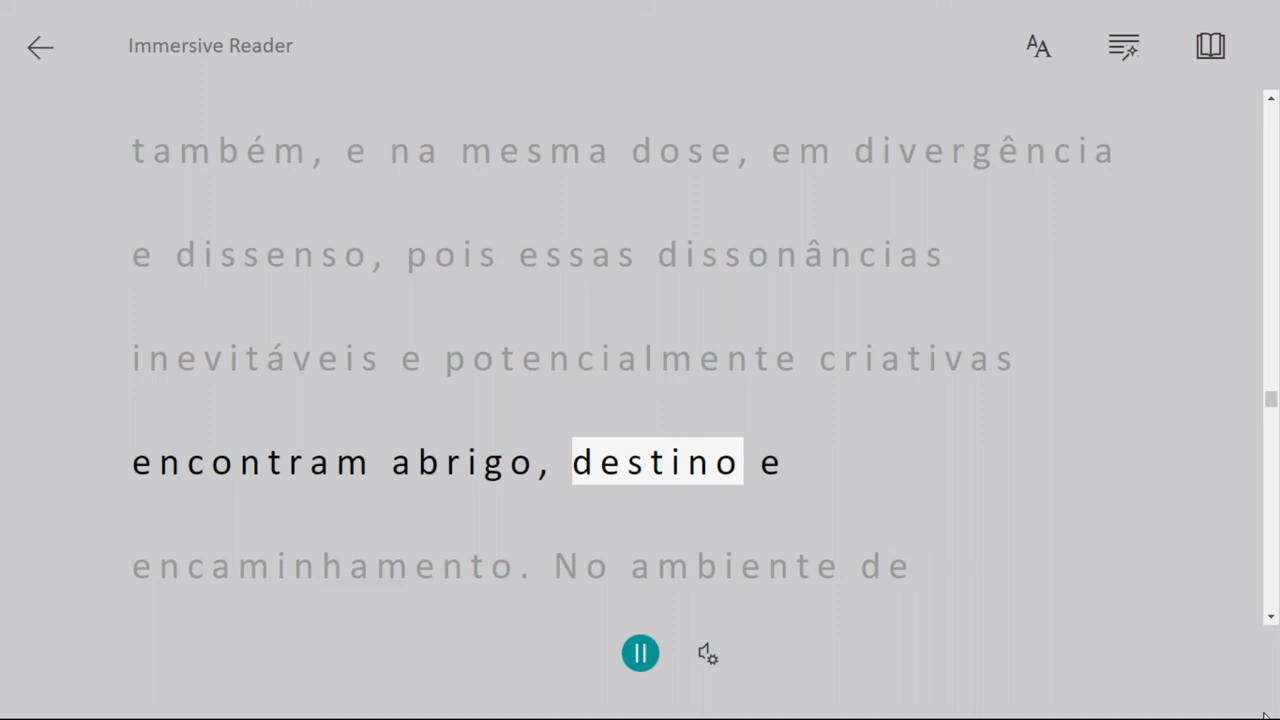 Immersive Reader
também, e na mesma dose, em divergência
e dissenso, pois essas dissonâncias
inevitáveis e potencialmente criativas
encontram abrigo, destino e
encaminhamento. No ambiente de